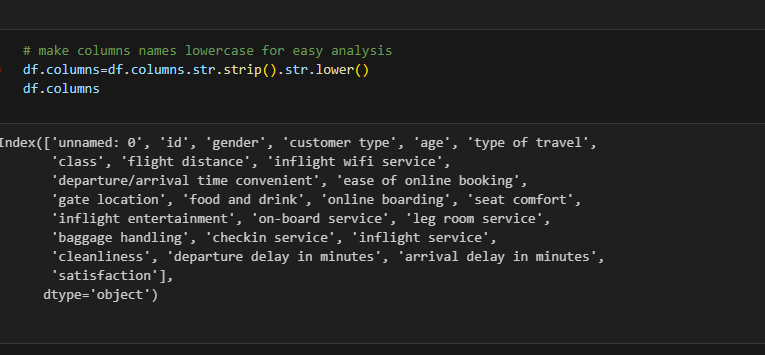 # make columns names lowercase for easy analysis
df.columns=df.columns.str.strip().str.lower()
df.columns
Index(['unnamed: 0', 'id', 'gender', 'customer type', 'age', 'type of travel',
'class', 'flight distance', 'inflight wifi service',
'departure/arrival time convenient', 'ease of online booking',
'gate location', 'food and drink', 'online boarding', 'seat comfort',
'inflight entertainment', 'on-board service', 'leg room service',
'baggage handling', 'checkin service', 'inflight service',
'cleanliness', 'departure delay in minutes', 'arrival delay in minutes',
'satisfaction'],
dtype='object')